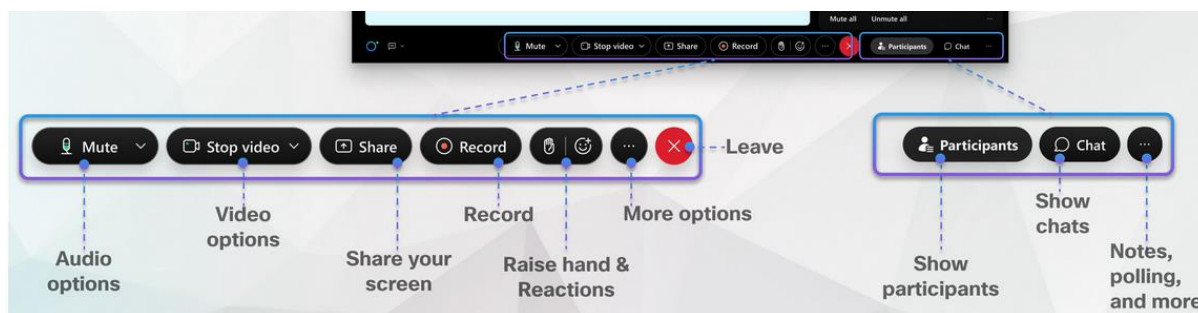 Mute all Unmute all
Mute Stop video Share Record Participants Chat
Mute Stop video Share Record Leave
Participants Chat
Audio
options
Video
options
Share your
screen
Record
Raise hand &
Reactions
More options
Show
participants
Show
chats
Notes,
polling,
and more